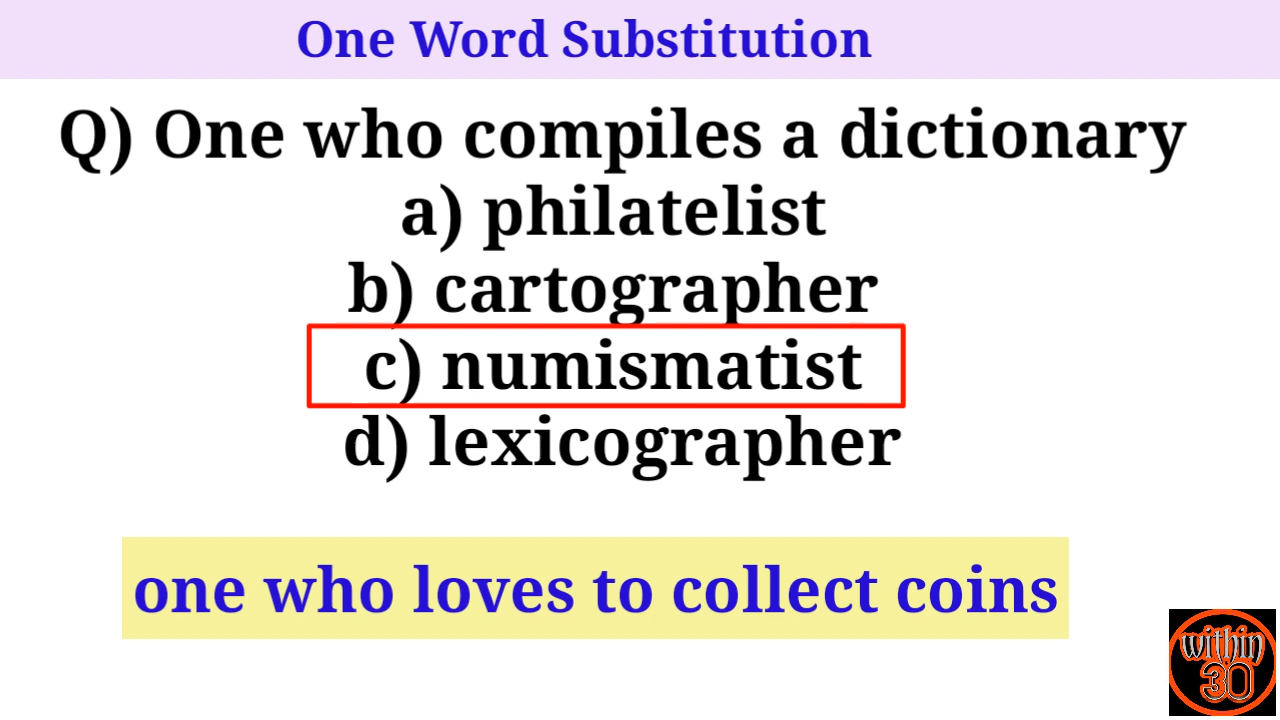 One Word Substitution
Q) One who compiles a dictionary
a) philatelist
b) cartographer
c) numismatist
d) lexicographer
one who loves to collect coins
within
30